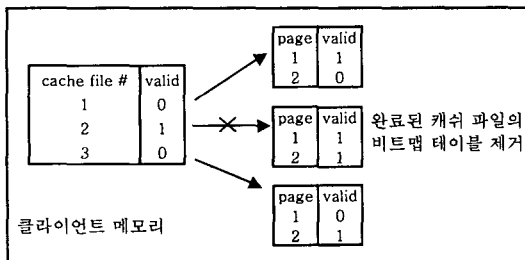 page valid
1 1
2 0
cache file # valid
1 0
2 1
3 0
page valid
1 1
2 1
완료된 캐쉬 파일의
비트맵 테이블 제거
page valid
1 0
2 1
클라이언트 메모리